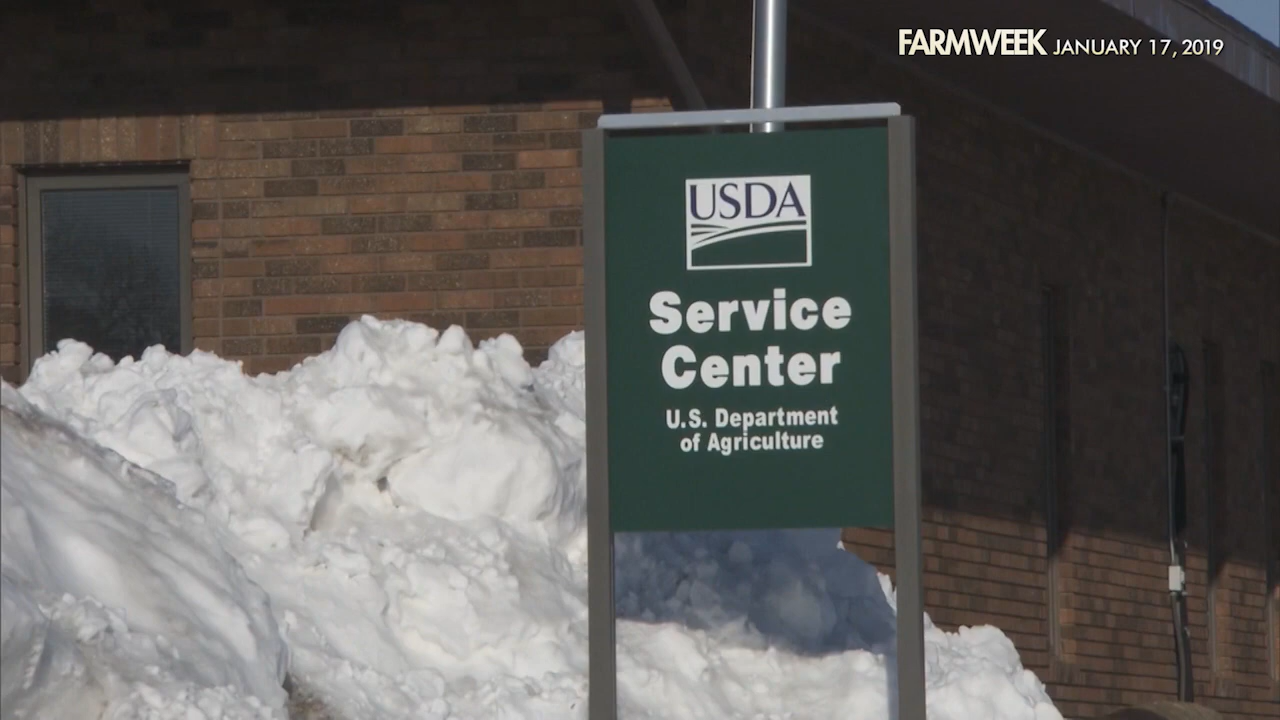 FARMWEEK JANUARY 17, 2019
USDA
Service
Center
U.S. Department
of Agriculture